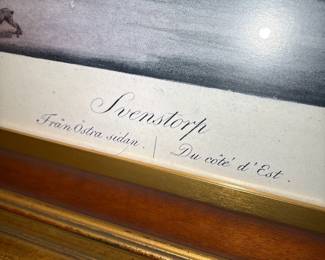 Svenstorp
Från Östra sidan. | Du côté d'Est.